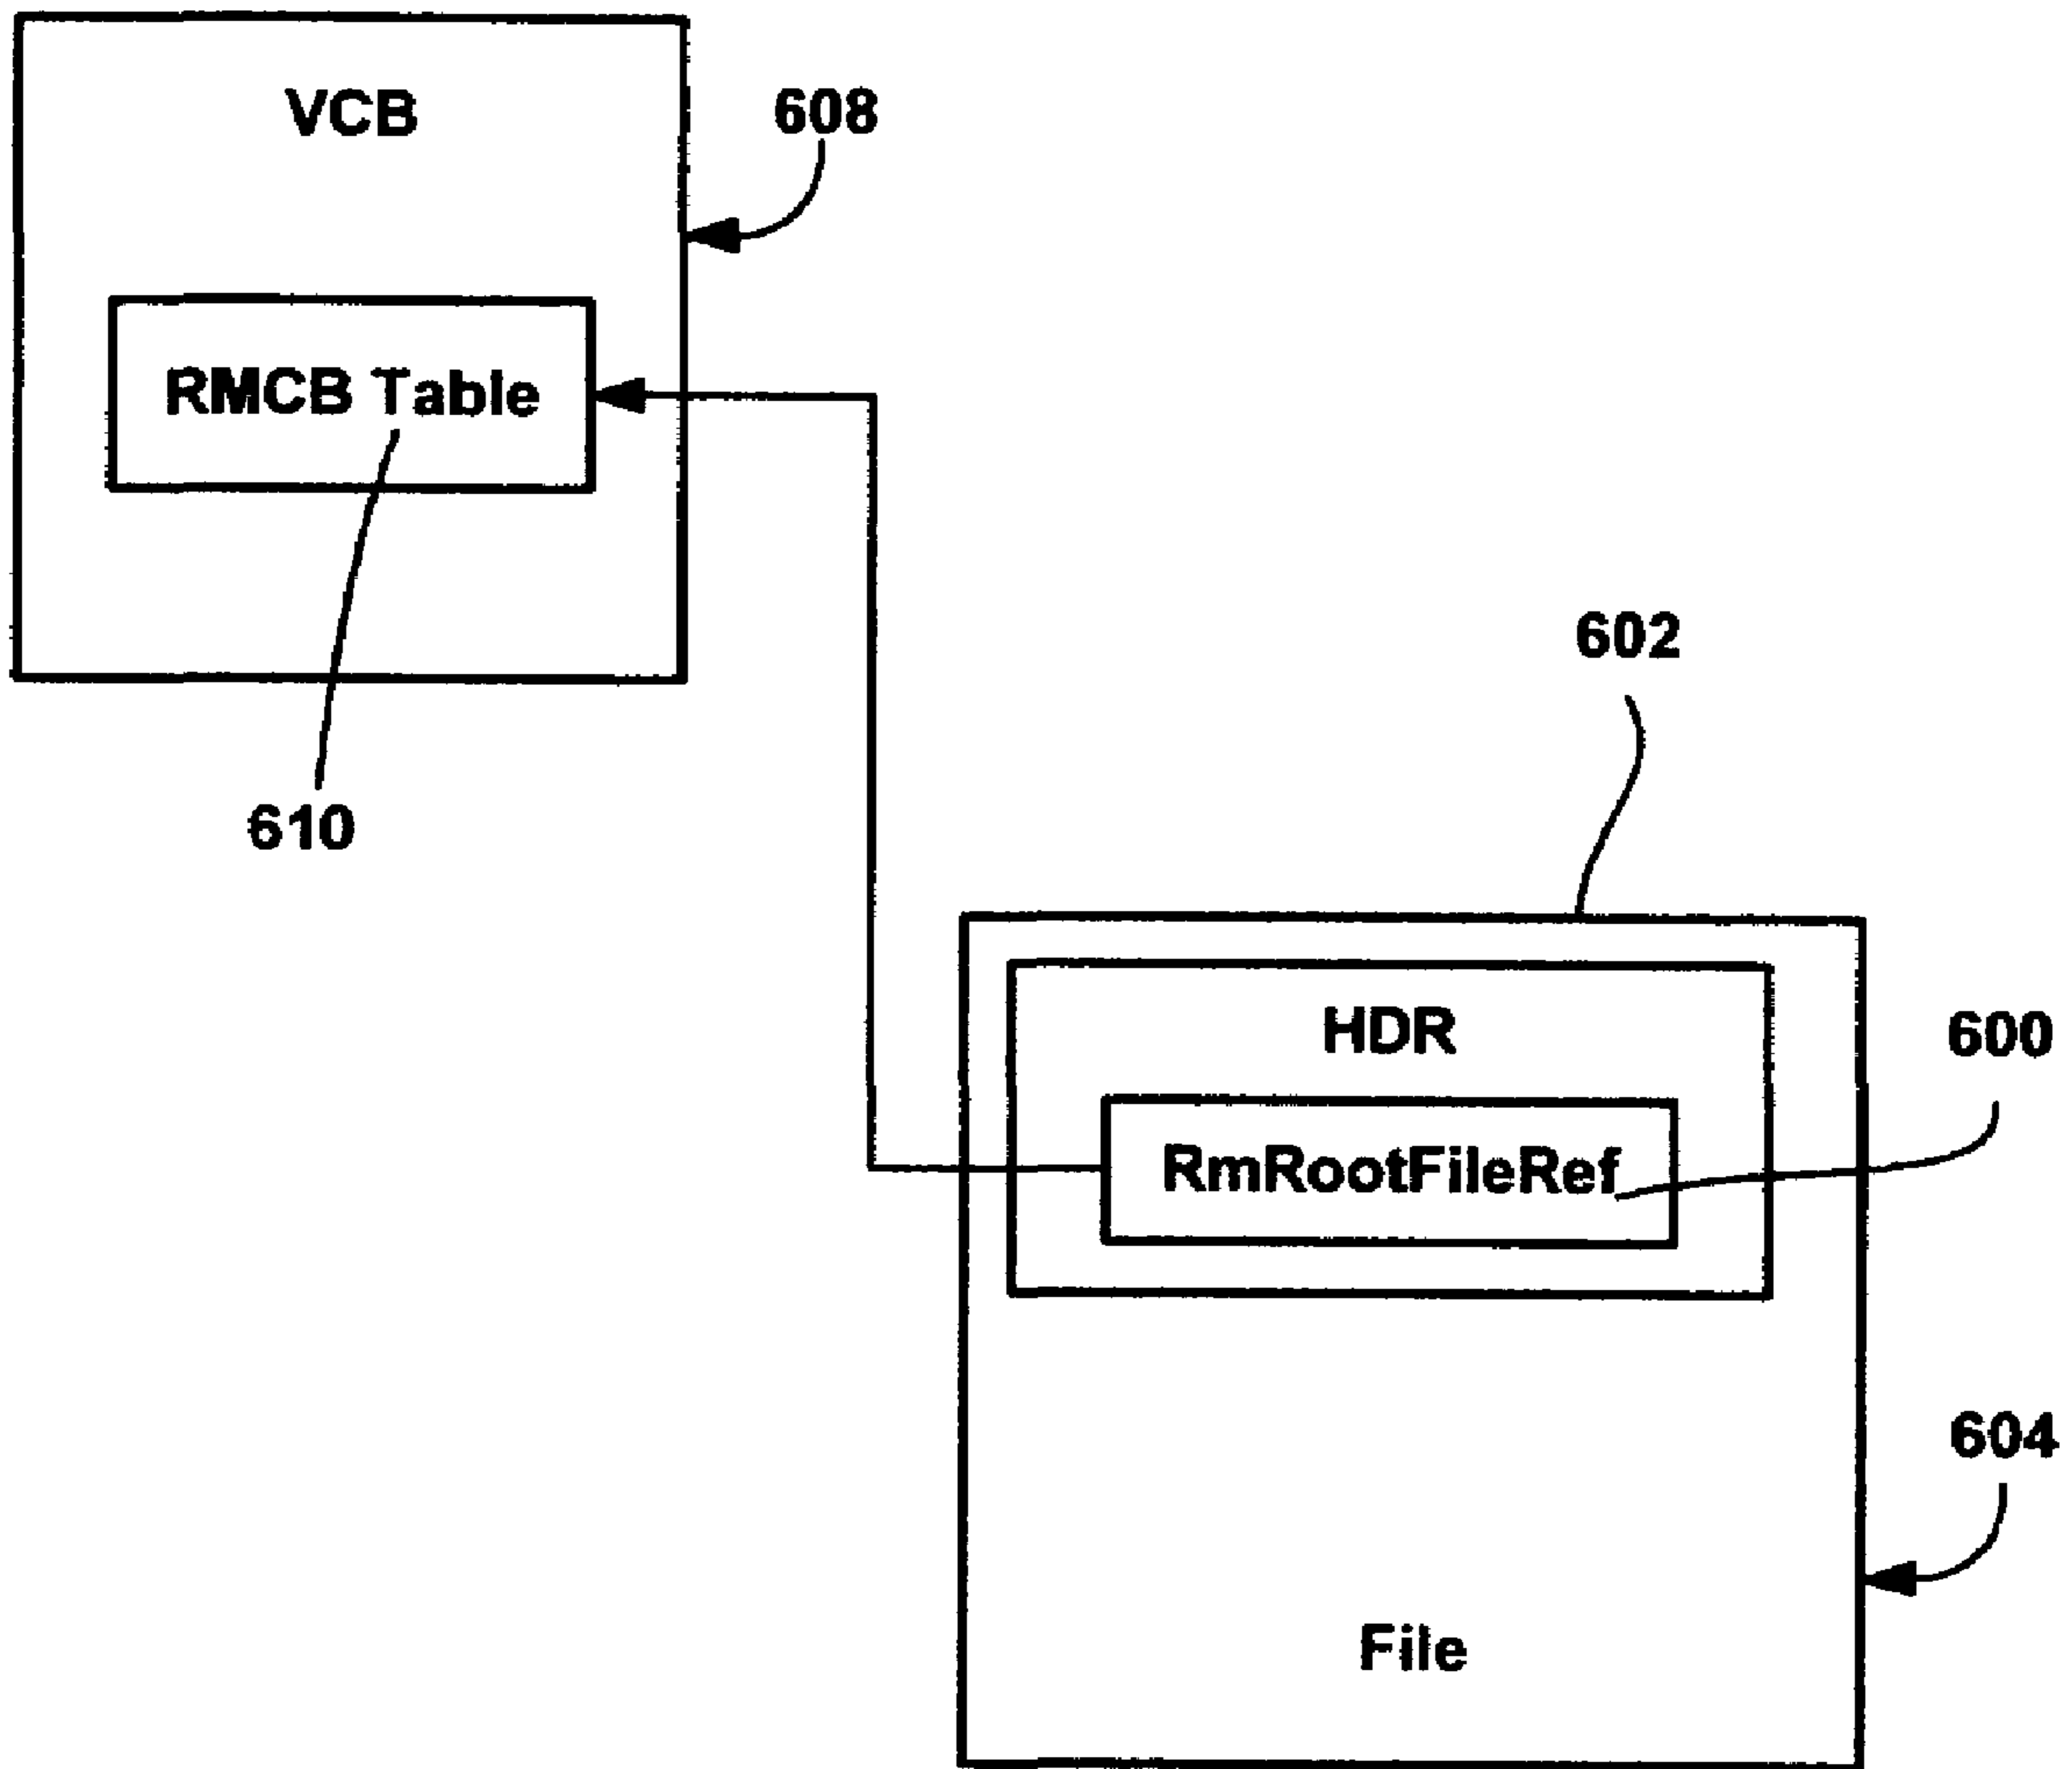 VCB
608
RMCB Table
610
602
HDR
600
RmRootFileRef
604
File